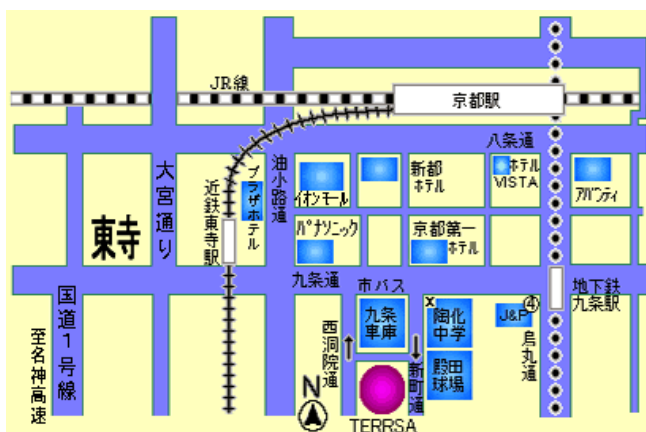 JR線
京都駅
八条通
大宮通り
近鉄東寺駅
プラザホテル
油小路通
イオンモール
新都
ホテル
ホテル
VISTA
アバンティ
東寺
パナソニック
京都第一
ホテル
九条通
市バス
地下鉄
九条駅
国道1号線
至名神高速
西洞院通
九条
車庫
x
陶化
中学
新町通
殿田
球場
J&P
④
烏丸通
N
TERRSA